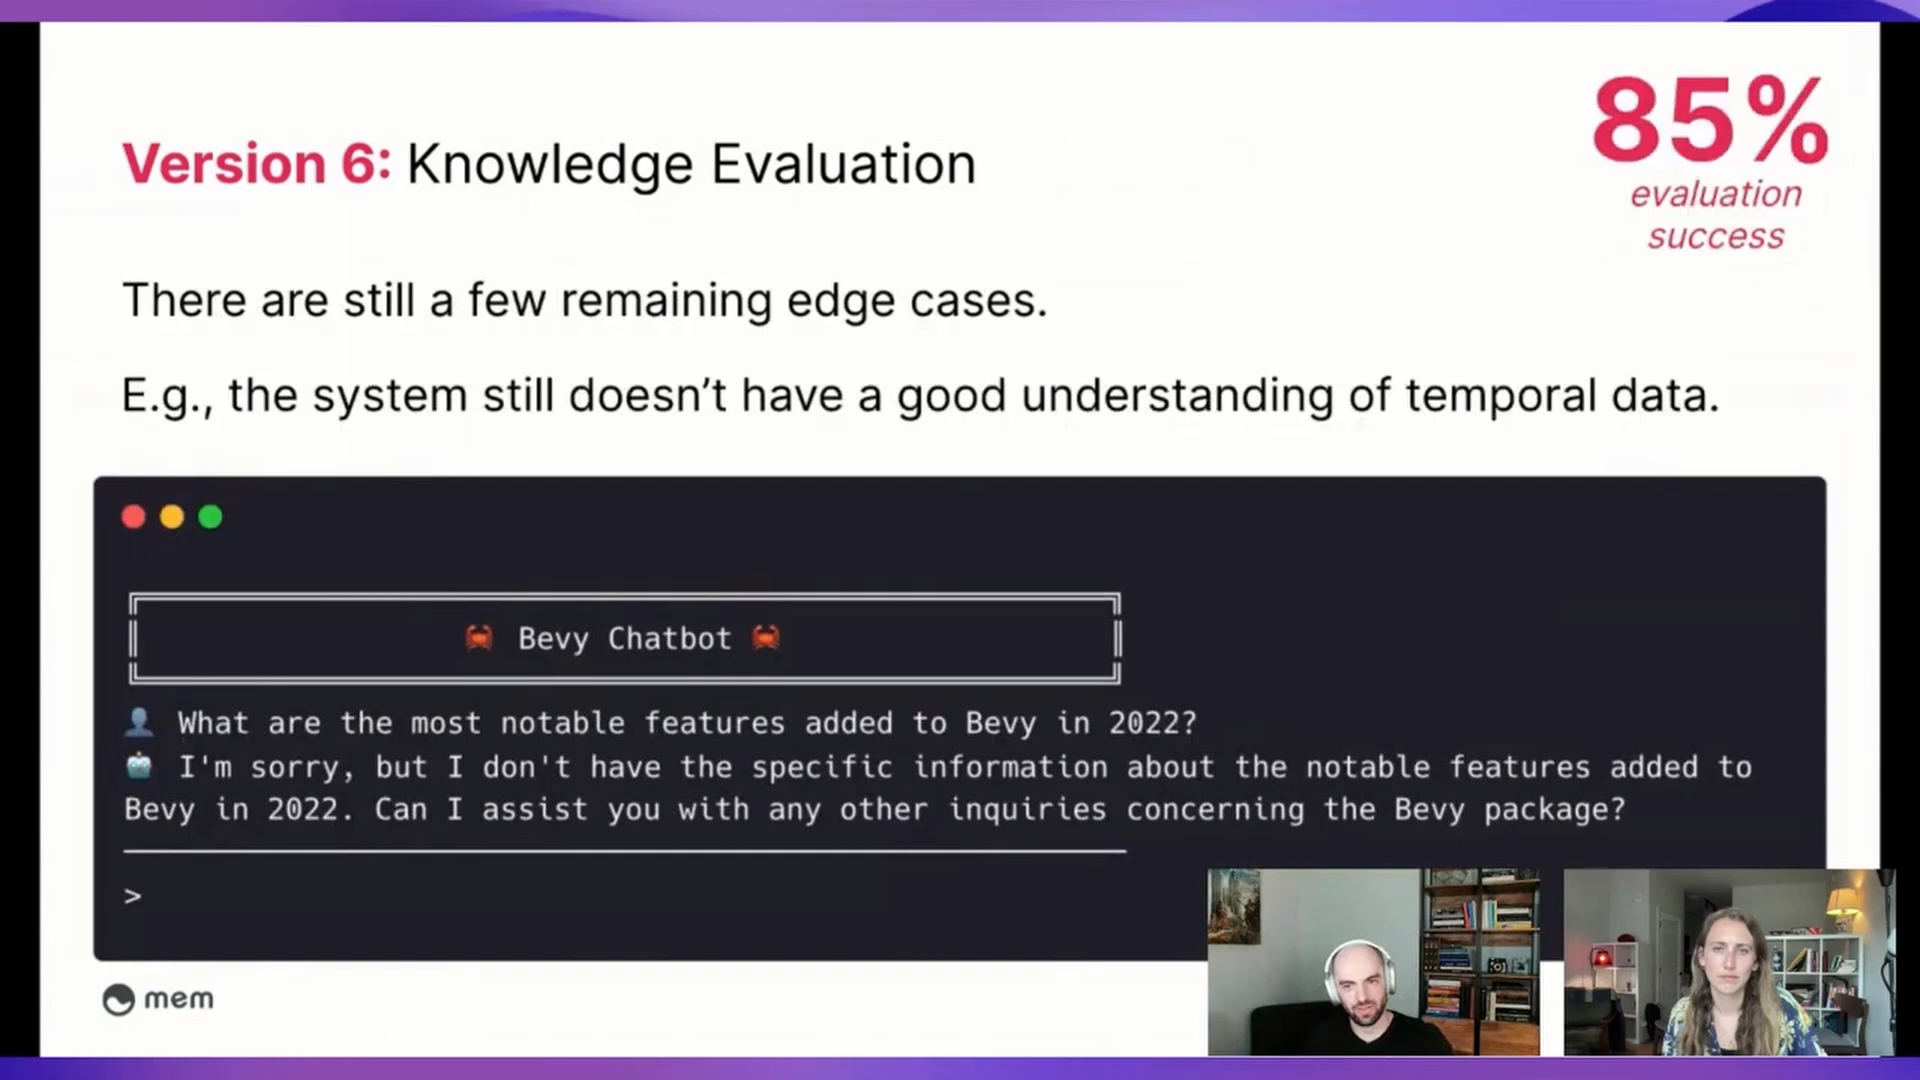 85%
evaluation
success
Version 6: Knowledge Evaluation
There are still a few remaining edge cases.
E.g., the system still doesn’t have a good understanding of temporal data.
Bevy Chatbot
What are the most notable features added to Bevy in 2022?
I'm sorry, but I don't have the specific information about the notable features added to
Bevy in 2022. Can I assist you with any other inquiries concerning the Bevy package?
>
mem